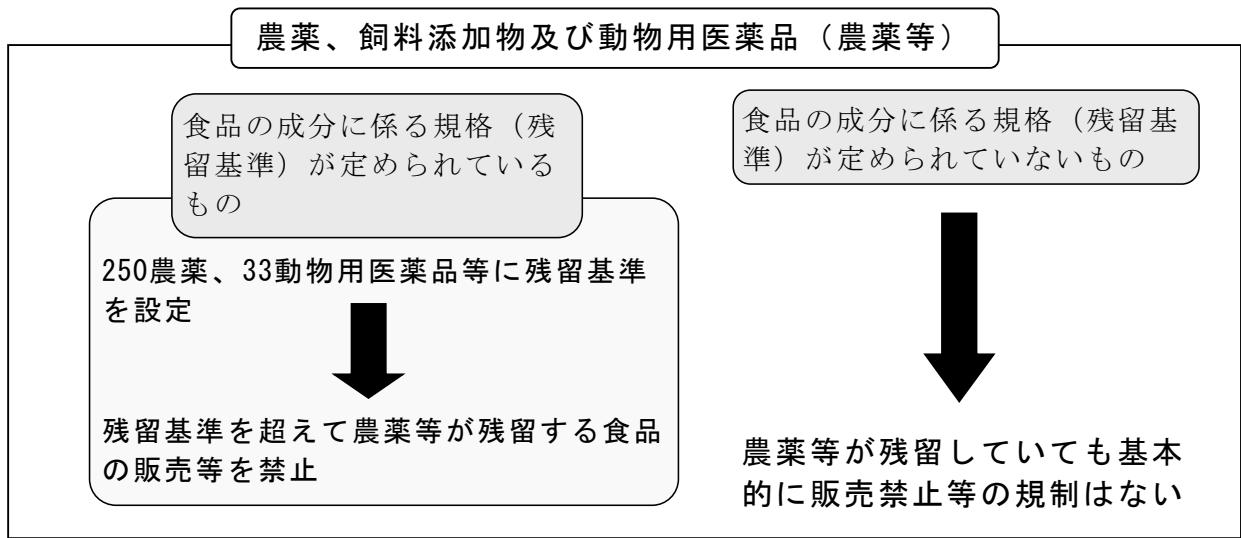 農薬、飼料添加物及び動物用医薬品（農薬等）
食品の成分に係る規格（残
留基準）が定められている
もの
250農薬、33動物用医薬品等に残留基準
を設定
残留基準を超えて農薬等が残留する食品
の販売等を禁止
食品の成分に係る規格（残留基
準）が定められていないもの
農薬等が残留していても基本
的に販売禁止等の規制はない